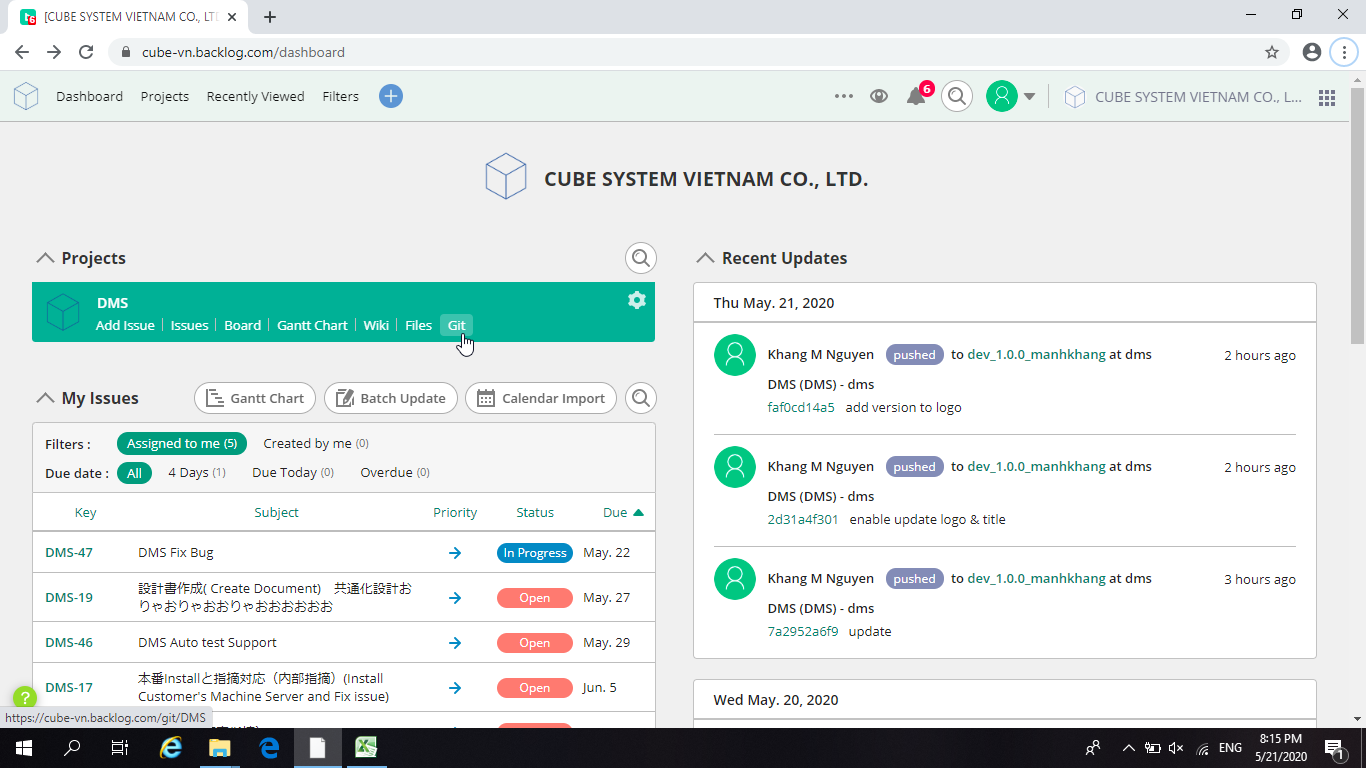 [CUBE SYSTEM VIETNAM CO., LT
cube-vn.backlog.com/dashboard
Dashboard Projects Recently Viewed Filters
6
CUBE SYSTEM VIETNAM CO., L...
CUBE SYSTEM VIETNAM CO., LTD.
Projects
DMS
Add Issue Issues Board Gantt Chart Wiki Files Git
My Issues
Gantt Chart
Batch Update
Calendar Import
Filters :
Assigned to me (5)
Created by me (0)
Due date :
All
4 Days (1)
Due Today (0)
Overdue (0)
Key Subject Priority Status Due
DMS-47 DMS Fix Bug In Progress May. 22
DMS-19 設計書作成( Create Document) 共通化設計お Open May. 27
りゃおりゃおおりゃおおおおおお
DMS-46 DMS Auto test Support Open May. 29
DMS-17 本番Installと指摘対応（内部指摘）(Install Open Jun. 5
Customer's Machine Server and Fix issue)
?
https://cube-vn.backlog.com/git/DMS
Recent Updates
Thu May. 21, 2020
Khang M Nguyen pushed to dev_1.0.0_manhkhang at dms 2 hours ago
DMS (DMS) - dms
faf0cd14a5 add version to logo
Khang M Nguyen pushed to dev_1.0.0_manhkhang at dms 2 hours ago
DMS (DMS) - dms
2d31a4f301 enable update logo & title
Khang M Nguyen pushed to dev_1.0.0_manhkhang at dms 3 hours ago
DMS (DMS) - dms
7a2952a6f9 update
Wed May. 20, 2020
ENG
8:15 PM
5/21/2020
1